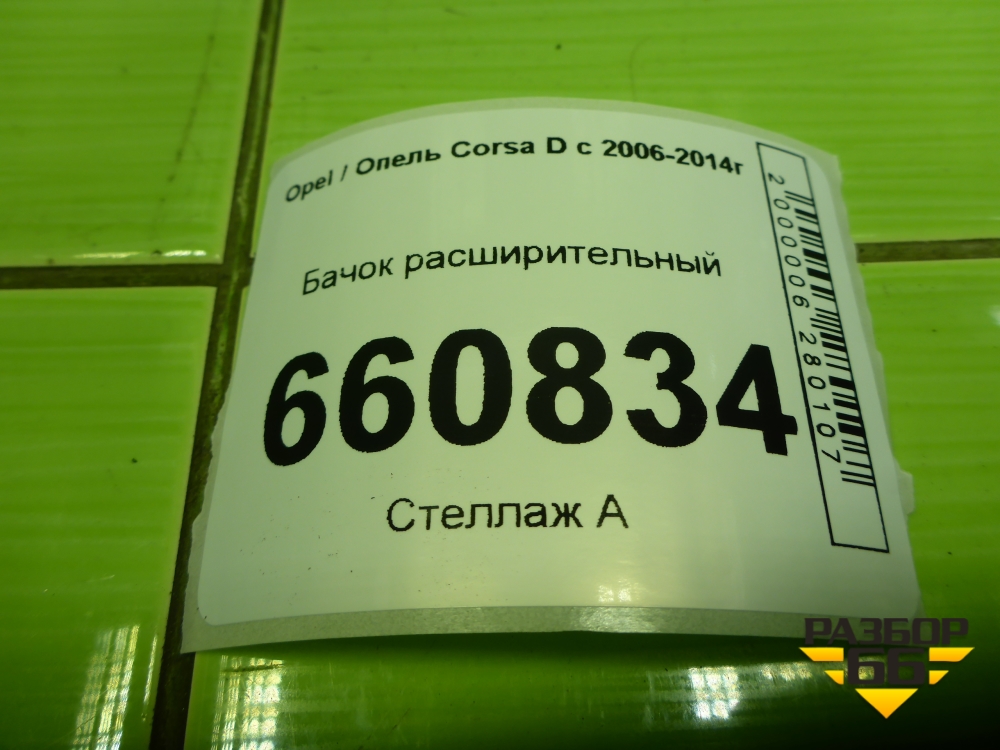 Opel / Опель Corsa D с 2006-2014г
Бачок расширительный
660834
Стеллаж А
2000006280107
РАЗБОР
66